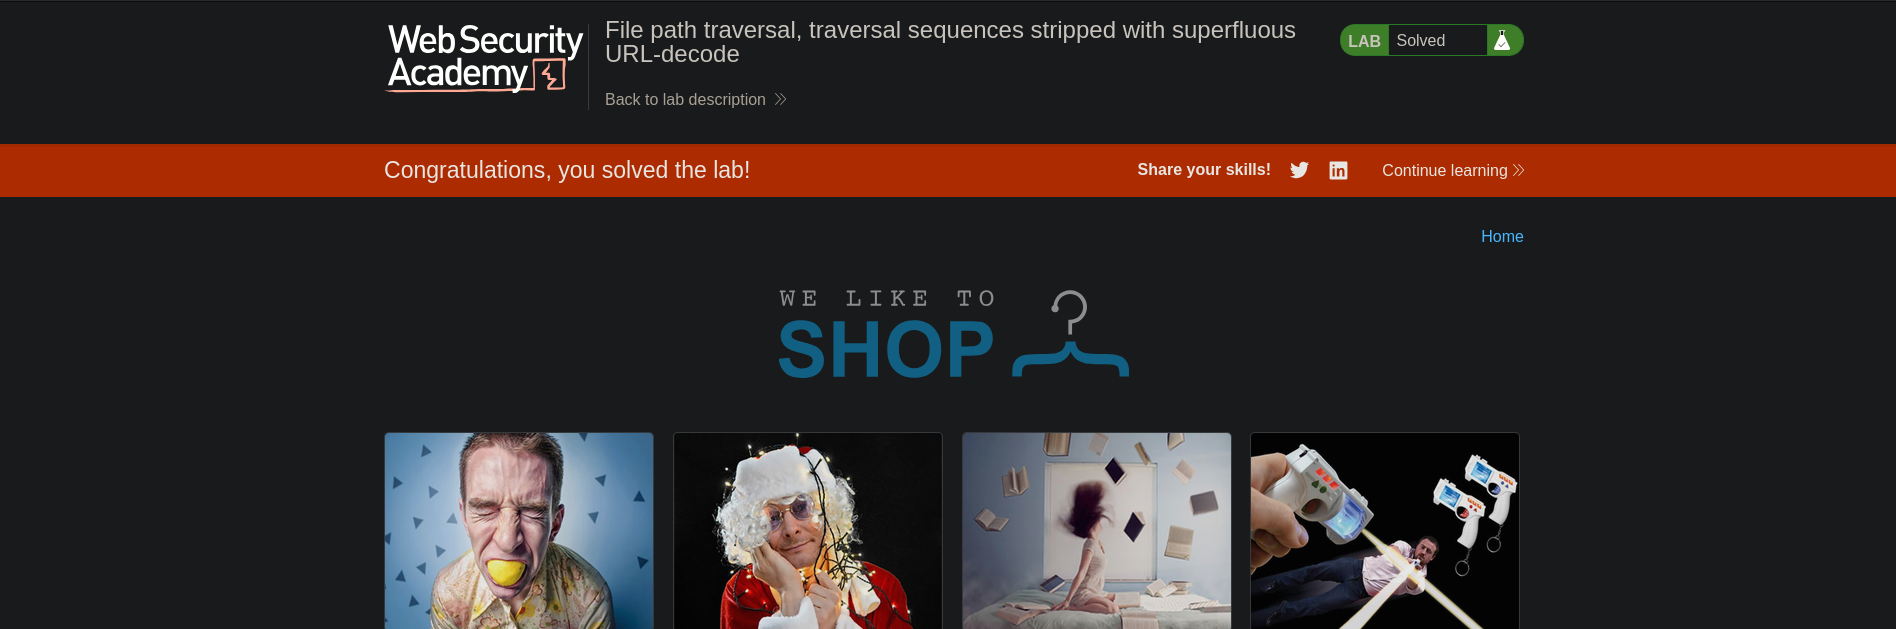 Web Security
Academy
File path traversal, traversal sequences stripped with superfluous
URL-decode
Back to lab description
LAB Solved
Congratulations, you solved the lab!
Share your skills!
in
Continue learning
Home
WE LIKE TO
SHOP